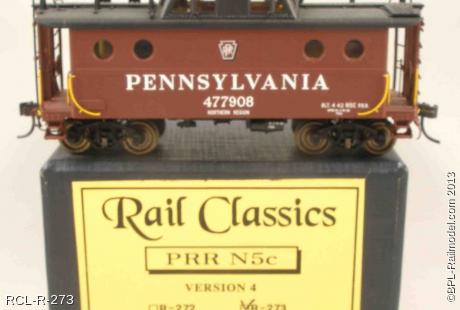 PENNSYLVANIA
477908
NORTHERN REGION
Rail Classics
PRR N5c
VERSION 4
R-272 R-273
RCL-R-273
©BPL-Railmodel.com 2013